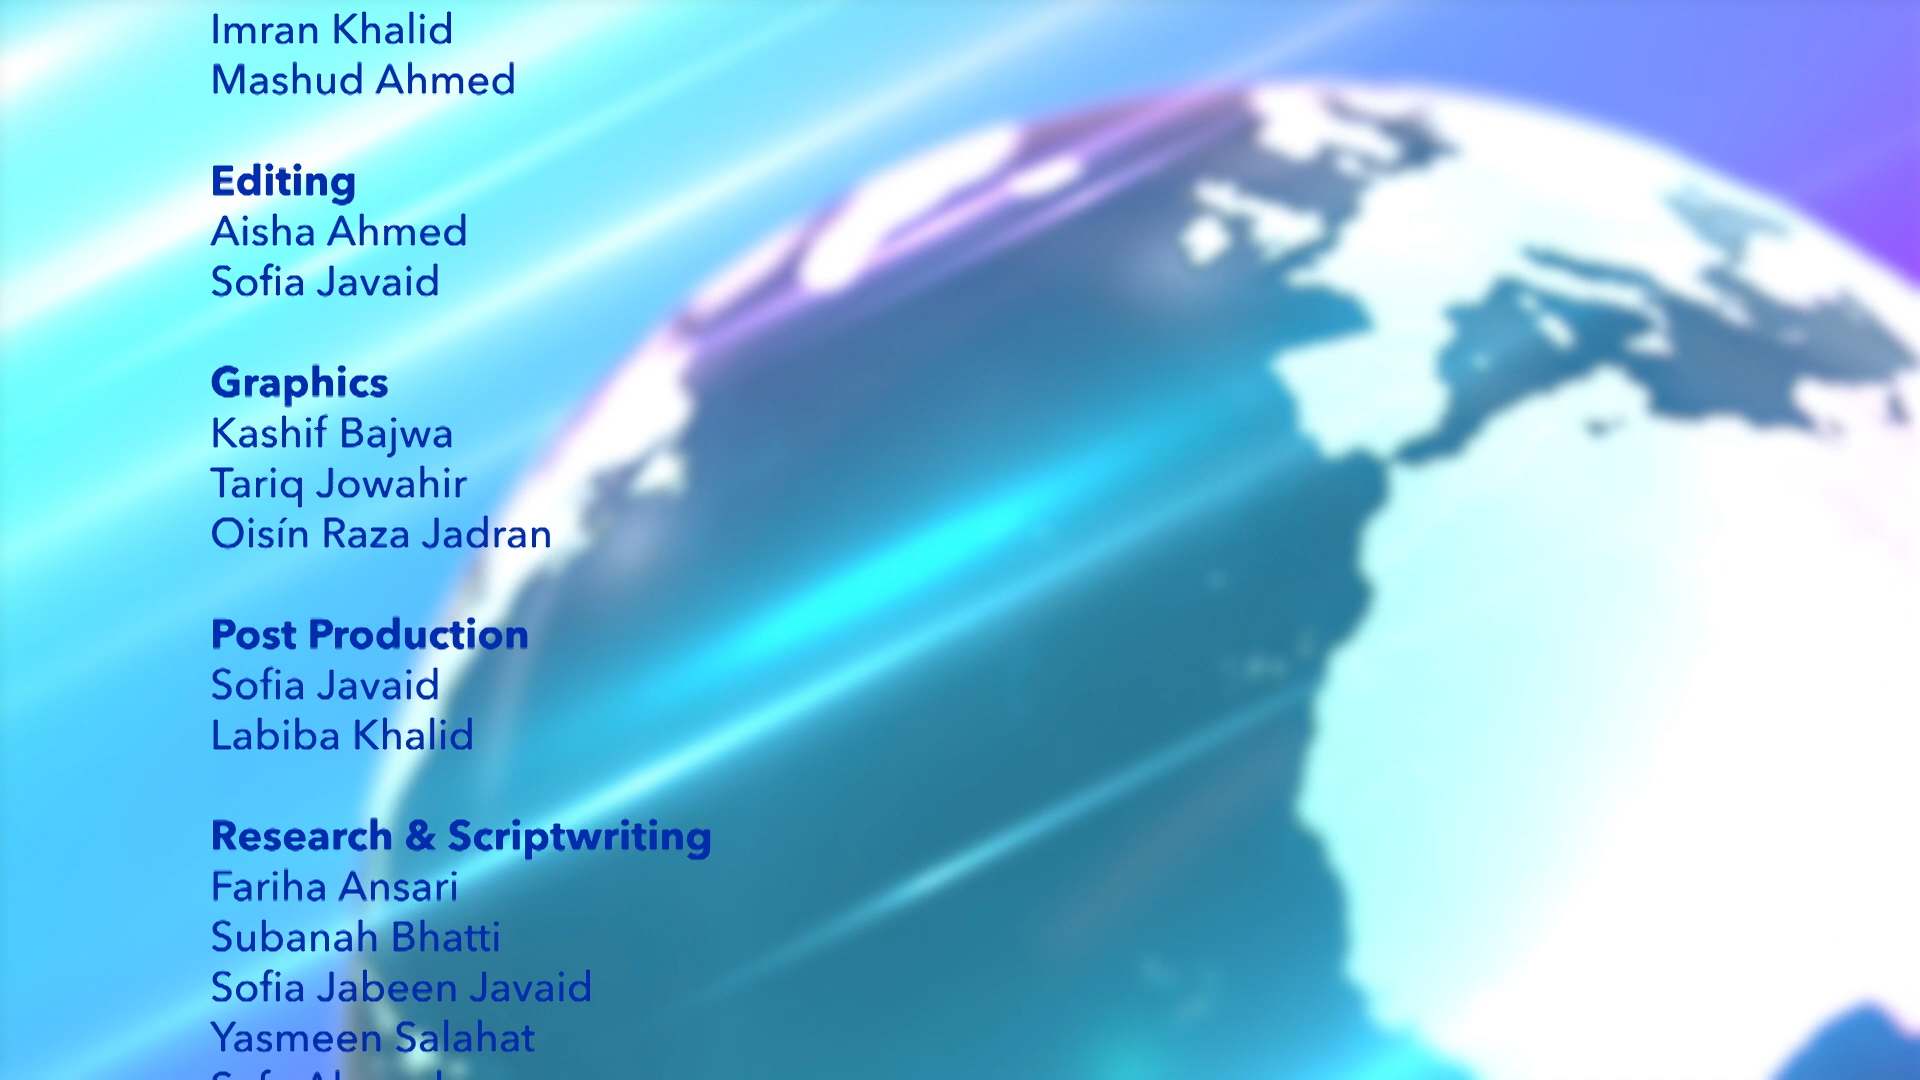 Imran Khalid
Mashud Ahmed
Editing
Aisha Ahmed
Sofia Javaid
Graphics
Kashif Bajwa
Tariq Jowahir
Oisín Raza Jadran
Post Production
Sofia Javaid
Labiba Khalid
Research & Scriptwriting
Fariha Ansari
Subanah Bhatti
Sofia Jabeen Javaid
Yasmeen Salahat